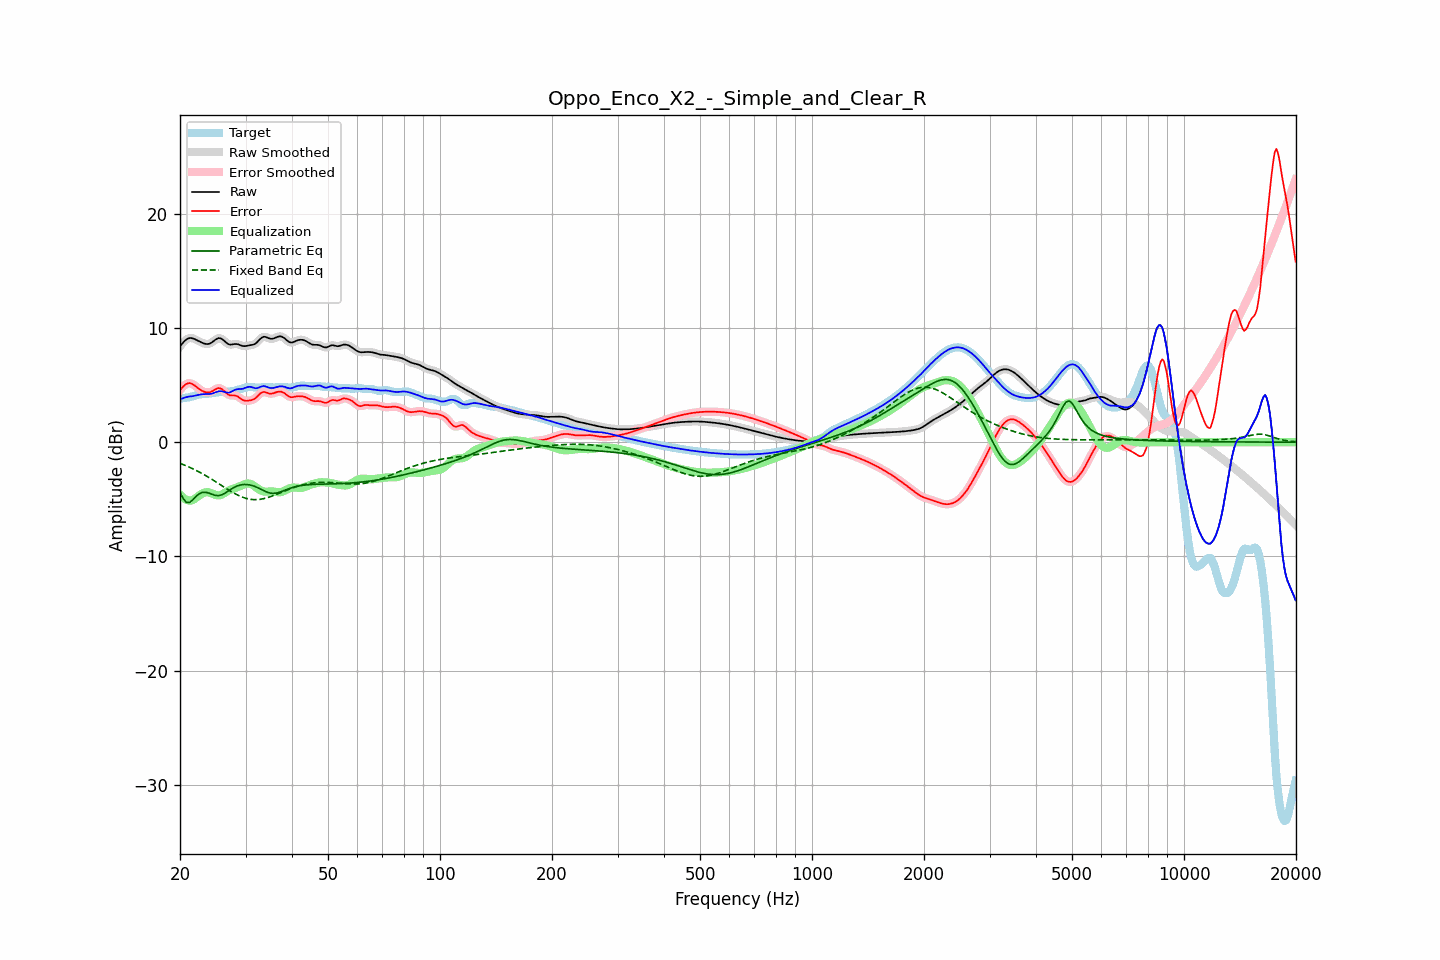 Oppo_Enco_X2_-_Simple_and_Clear_R
Target
Raw Smoothed
Error Smoothed
Raw
Error
Equalization
Parametric Eq
Fixed Band Eq
Equalized
20
10
0
−10
−20
−30
Amplitude (dBr)
20 50 100 200 500 1000 2000 5000 10000 20000
Frequency (Hz)